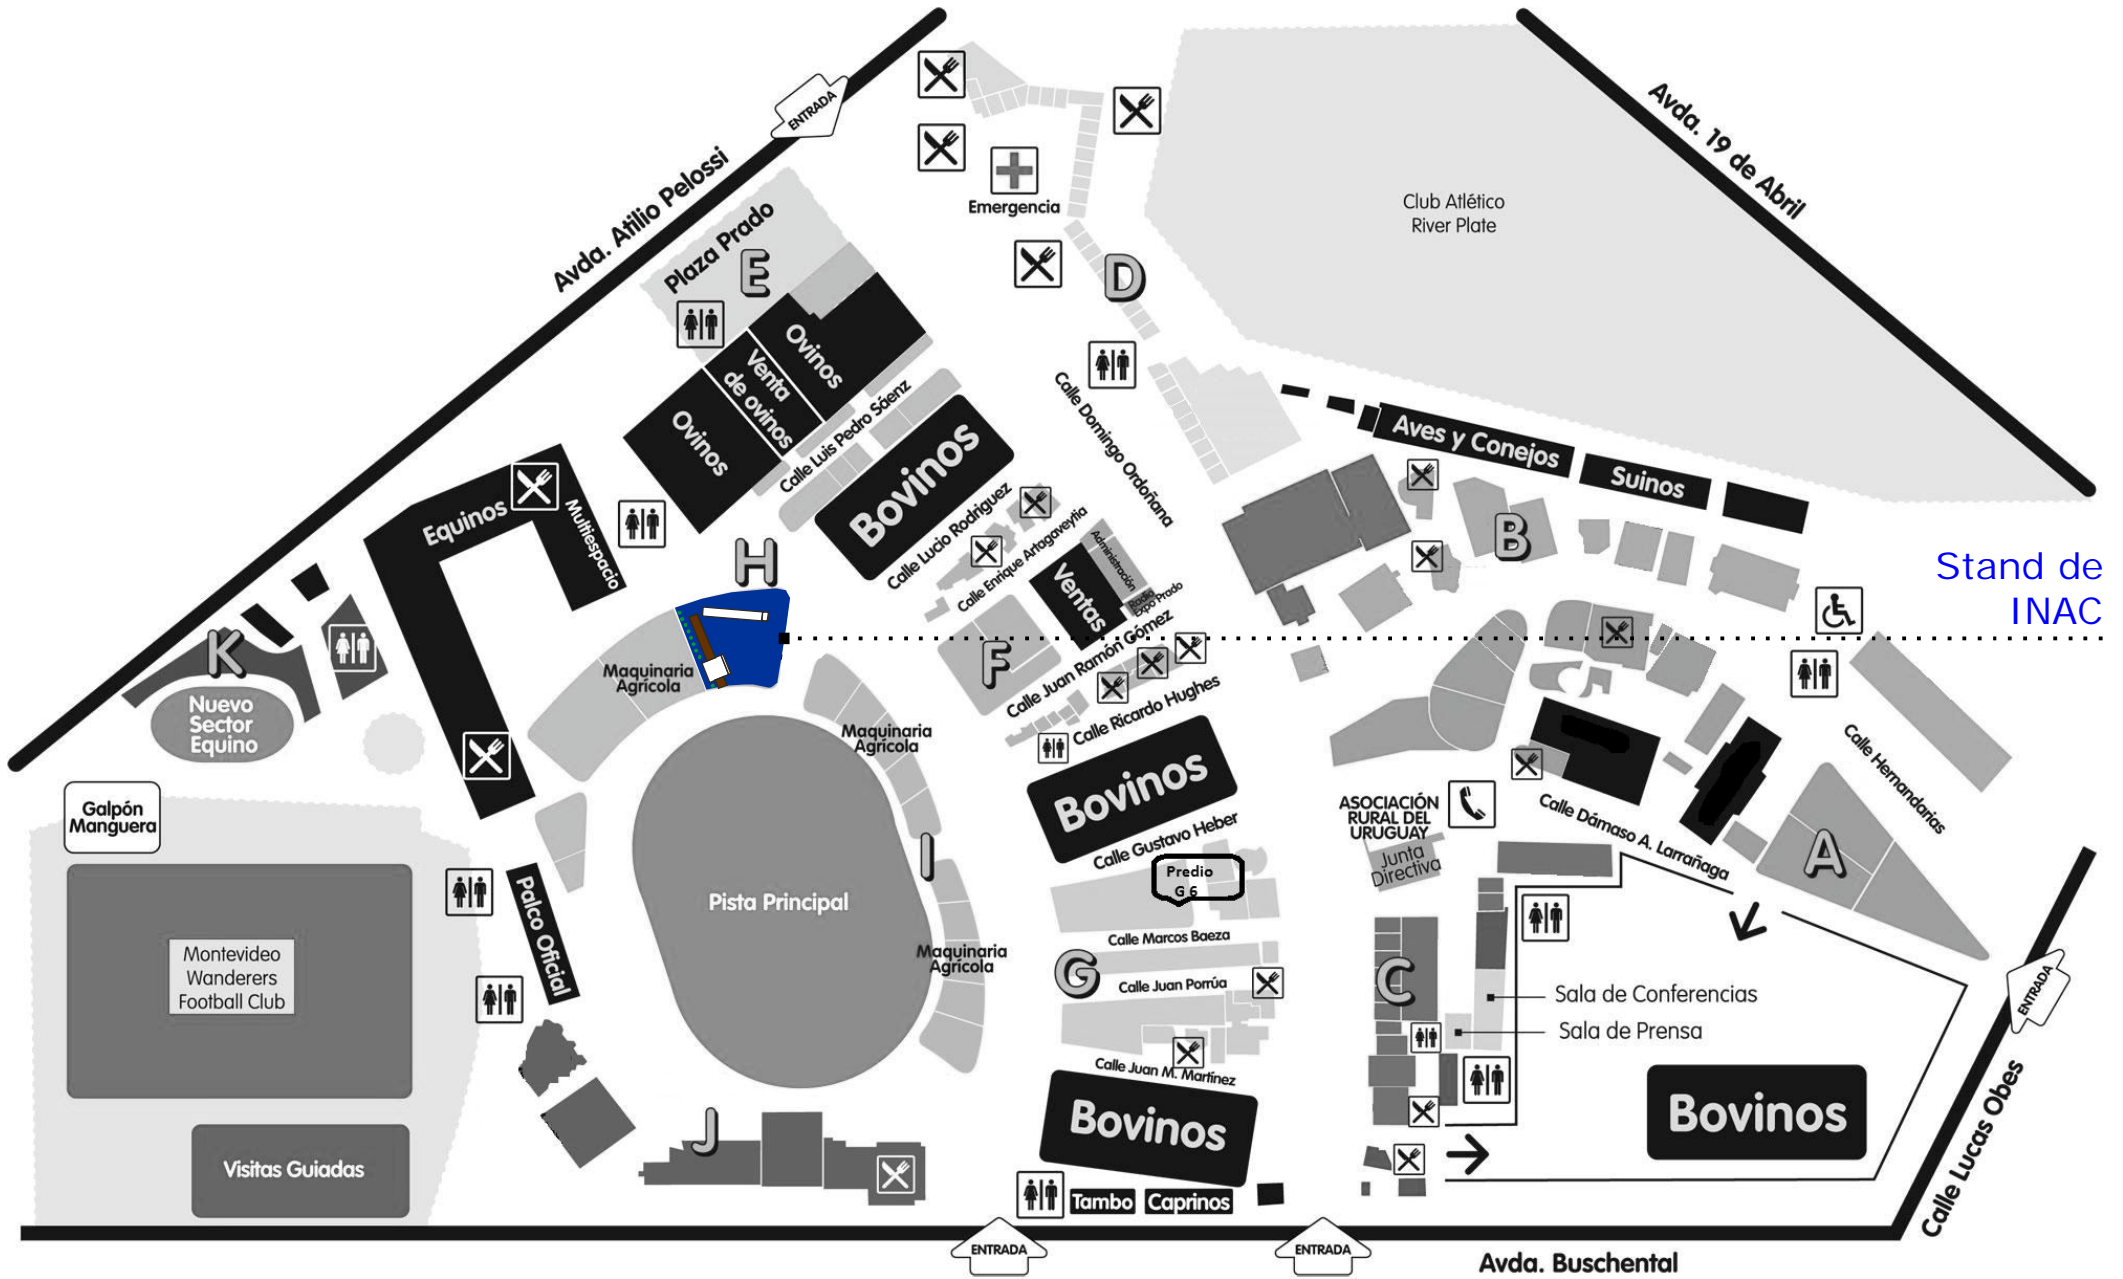 ENTRADA
Avda. Atilio Pelossi
Avda. 19 de Abril
Club Atlético
River Plate
Emergencia
Plaza Prado
E
D
Ovinos
Venta
de ovinos
Ovinos
Calle Luis Pedro Sáenz
Bovinos
Calle Domingo Ordoñana
Aves y Conejos
Suinos
B
Equinos
Multiespacio
H
Calle Lucio Rodriguez
Calle Enrique Artagaveytia
Administración
Ventas
Radio
Expo Prado
Stand de
INAC
K
Nuevo
Sector
Equino
Maquinaria
Agrícola
F
Calle Juan Ramón Gómez
Calle Ricardo Hughes
Maquinaria
Agrícola
Bovinos
Calle Gustavo Heber
Calle Hernandarias
Calle Dámaso A. Larrañaga
A
ASOCIACIÓN
RURAL DEL
URUGUAY
Junta
Directiva
Galpón
Manguera
I
Predio
G 6
Palco Oficial
Pista Principal
Calle Marcos Baeza
Maquinaria
Agrícola
G
Calle Juan Porrúa
C
Montevideo
Wanderers
Football Club
Sala de Conferencias
Sala de Prensa
ENTRADA
Calle Juan M. Martínez
Bovinos
Bovinos
J
Visitas Guiadas
Calle Lucas Obes
Tambo
Caprinos
ENTRADA
ENTRADA
Avda. Buschental